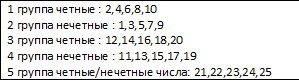 1 группа четные : 2,4,6,8,10
2 группа нечетные : 1,3,5,7,9
3 группа четные : 12,14,16,18,20
4 группа нечетные : 11,13,15,17,19
5 группа четные/нечетные числа: 21,22,23,24,25